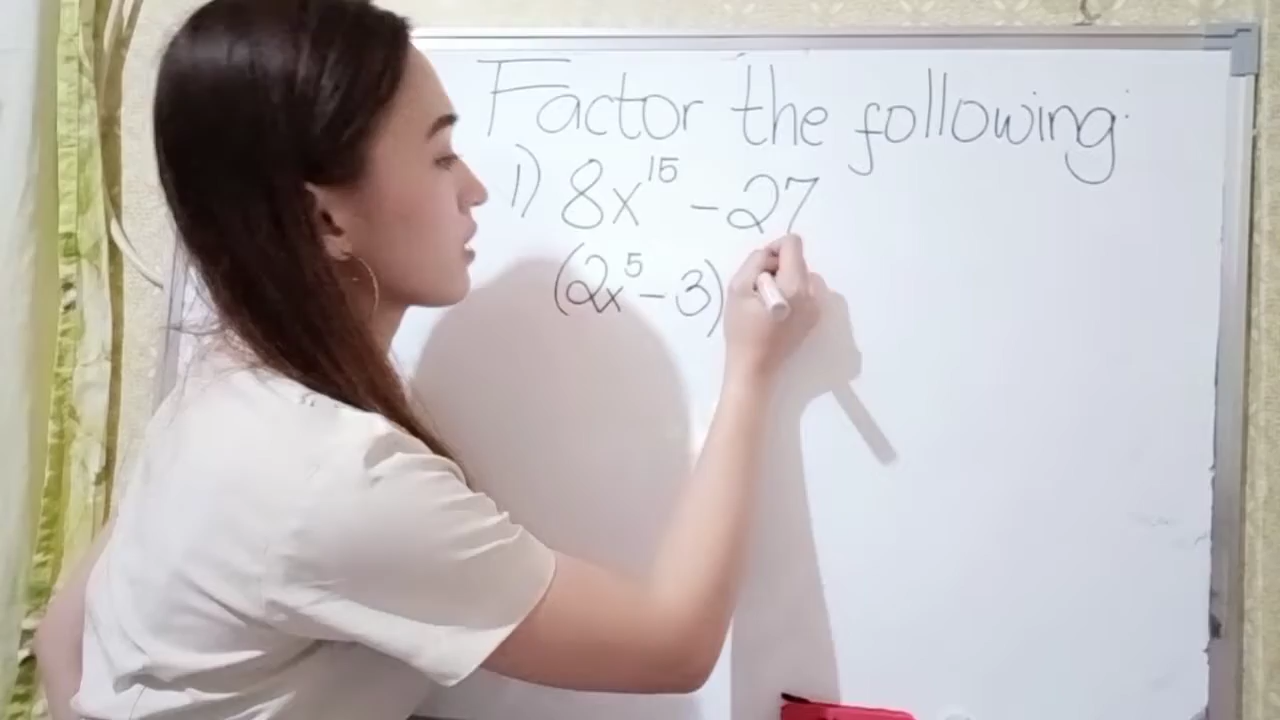 Factor the following:
1) 8x¹⁵ - 27
(2x⁵ - 3)